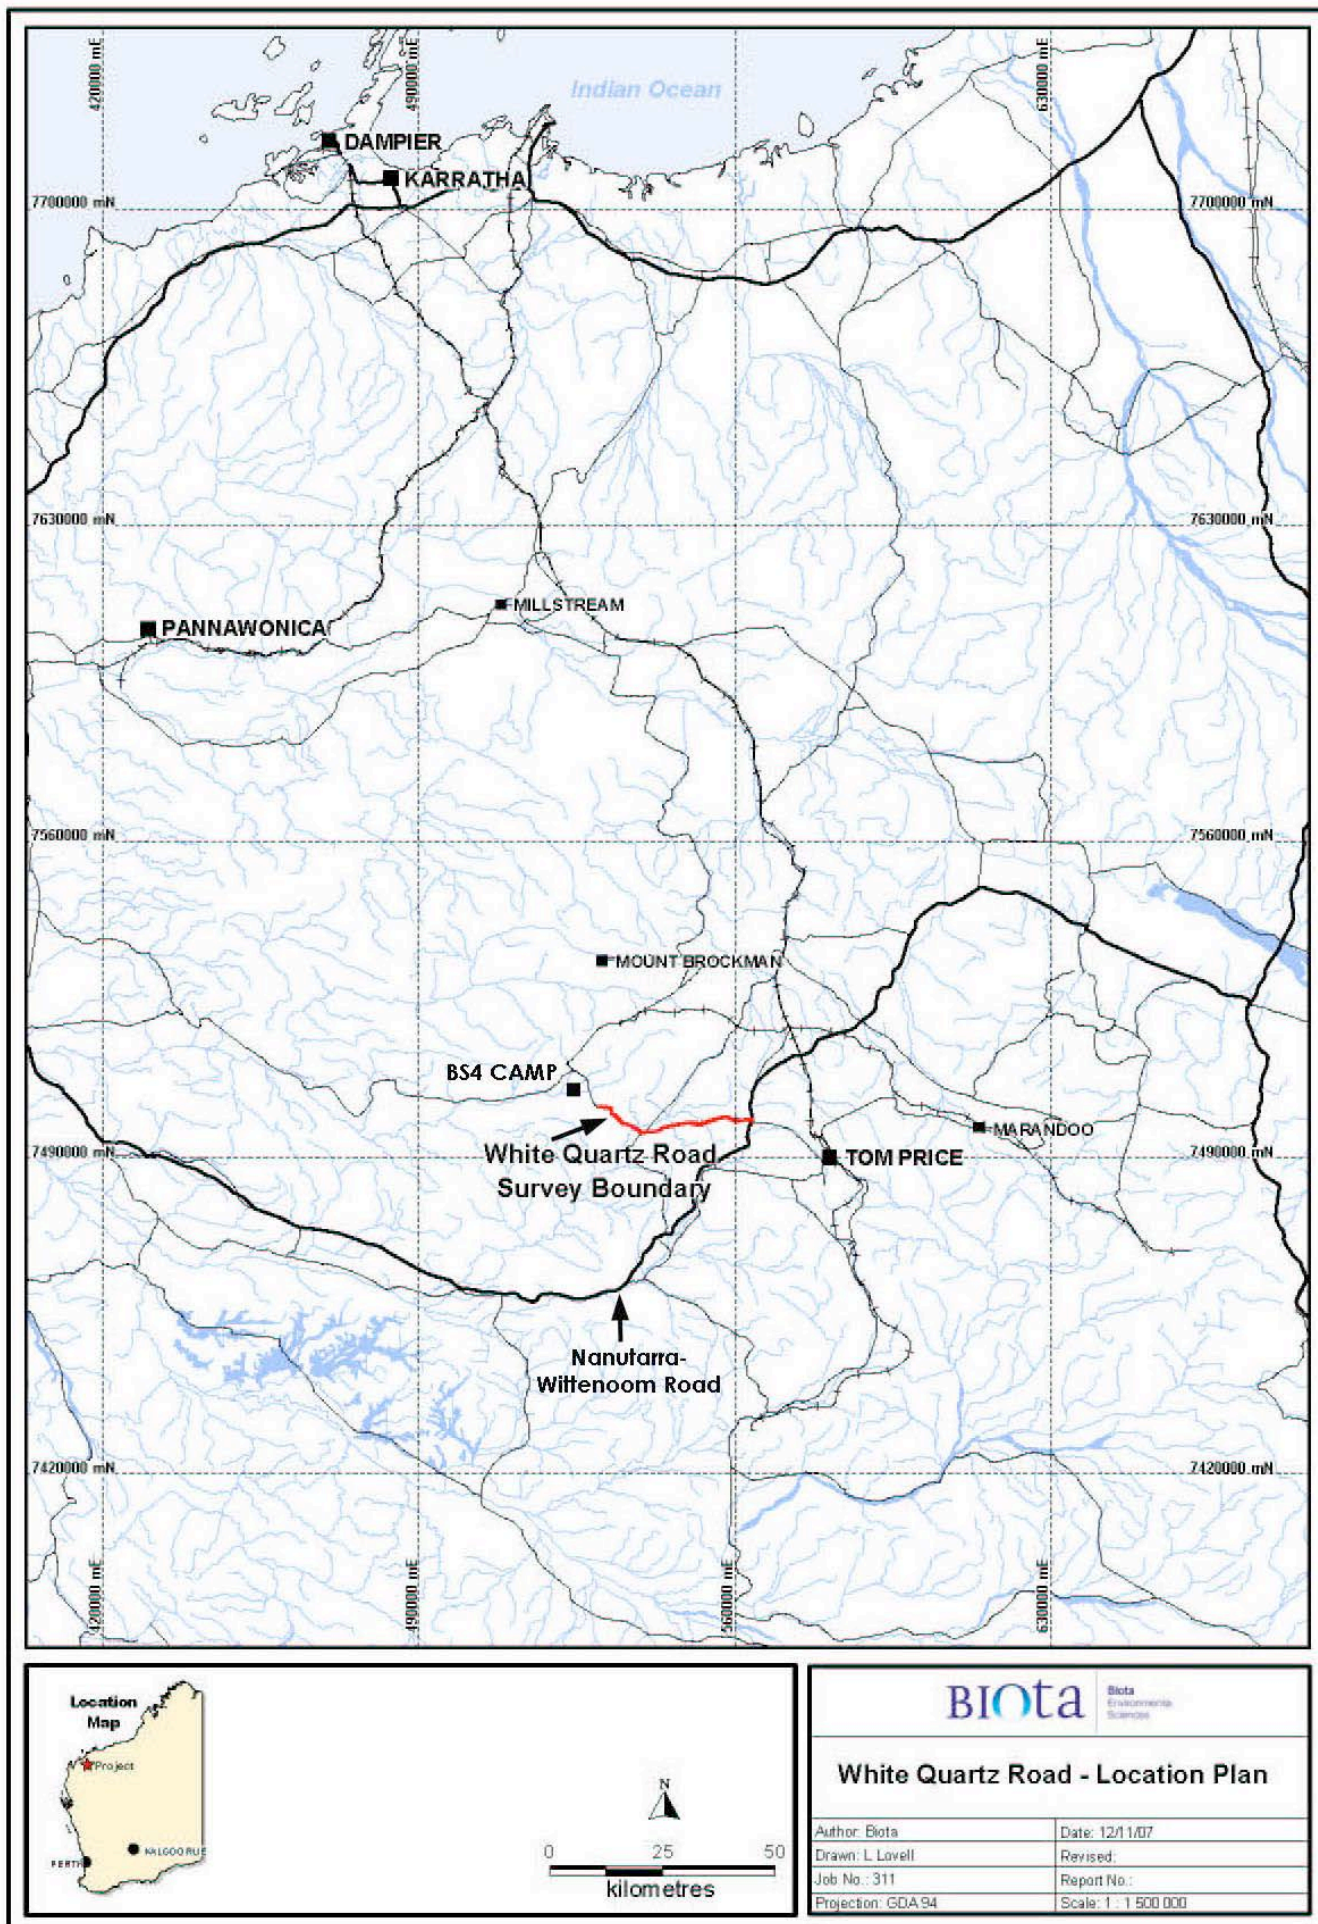 420000 mE
490000 mE
630000 mE
Indian Ocean
DAMPIER
KARRATHA
7700000 mN
7700000 mN
7630000 mN
7630000 mN
MILLSTREAM
PANNAWONICA
7560000 mN
7560000 mN
MOUNT BROCKMAN
BS4 CAMP
MARANDOO
White Quartz Road
Survey Boundary
7490000 mN
TOM PRICE
7490000 mN
Nanutarra-
Wittenoom Road
7420000 mN
7420000 mN
420000 mE
490000 mE
560000 mE
630000 mE
Location
Map
Project
KALGOORLIE
PERTH
N
0 25 50
kilometres
BIOTA
Biota
Environmental
Sciences
White Quartz Road - Location Plan
Author: Biota
Date: 12/11/07
Drawn: L Lovell
Revised:
Job No.: 311
Report No.:
Projection: GDA 94
Scale: 1 : 1 500 000